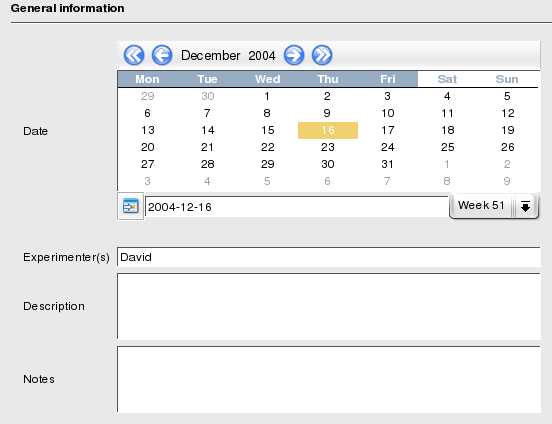 General information
December 2004
Mon Tue Wed Thu Fri Sat Sun
29 30 1 2 3 4 5
6 7 8 9 10 11 12
Date 13 14 15 16 17 18 19
20 21 22 23 24 25 26
27 28 29 30 31 1 2
3 4 5 6 7 8 9
2004-12-16 Week 51
Experimenter(s) David
Description
Notes